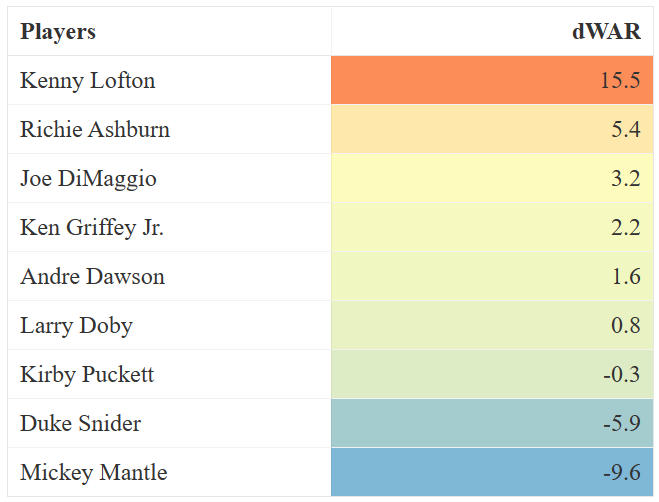 Players dWAR
Kenny Lofton 15.5
Richie Ashburn 5.4
Joe DiMaggio 3.2
Ken Griffey Jr. 2.2
Andre Dawson 1.6
Larry Doby 0.8
Kirby Puckett -0.3
Duke Snider -5.9
Mickey Mantle -9.6